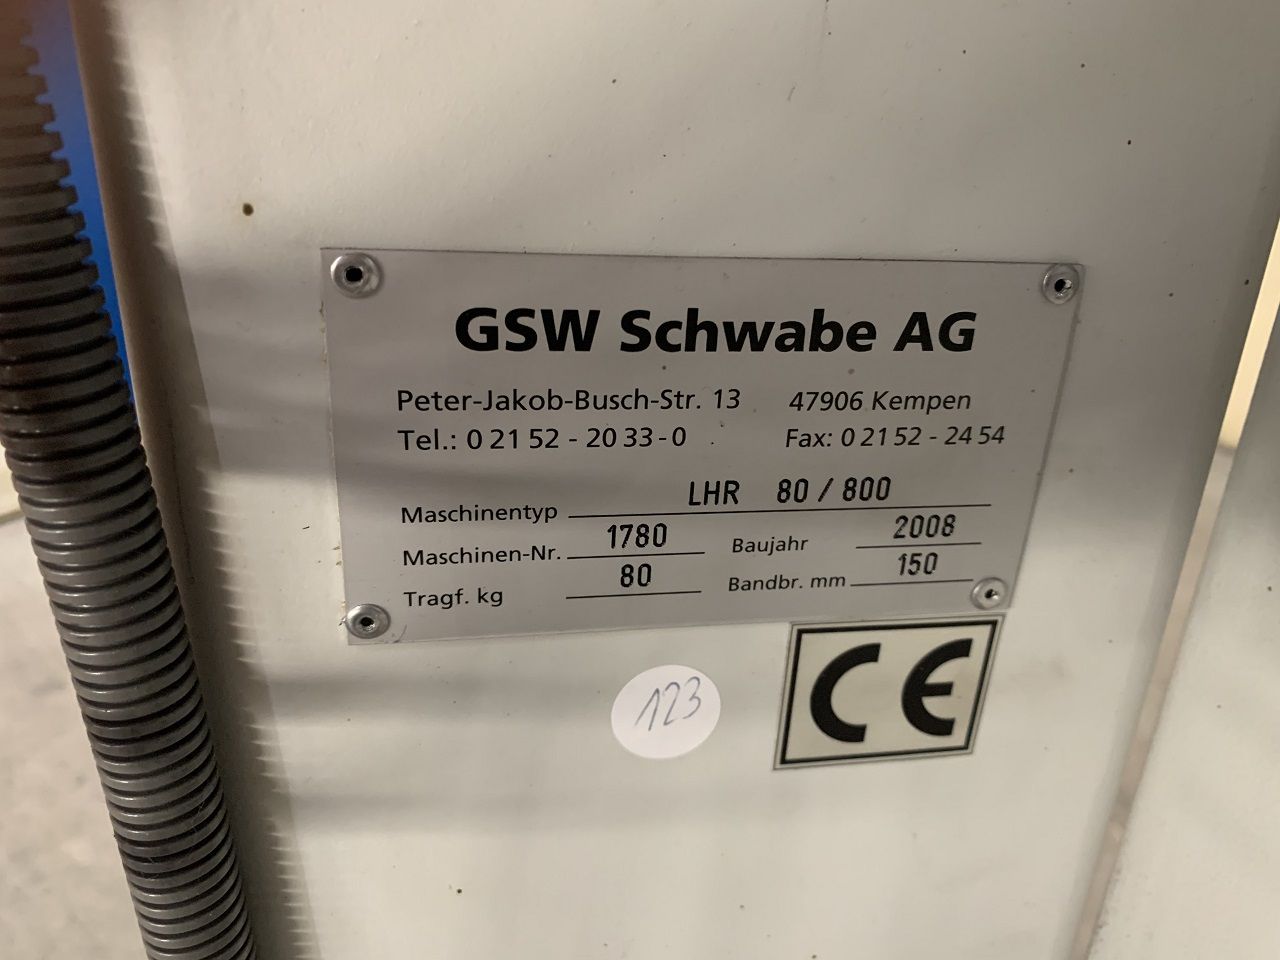 GSW Schwabe AG
Peter-Jakob-Busch-Str. 13 47906 Kempen
Tel.: 0 21 52 - 20 33 - 0 Fax: 0 21 52 - 24 54
Maschinentyp LHR 80 / 800
Maschinen-Nr. 1780 Baujahr 2008
Tragf. kg 80 Bandbr. mm 150
123
CE